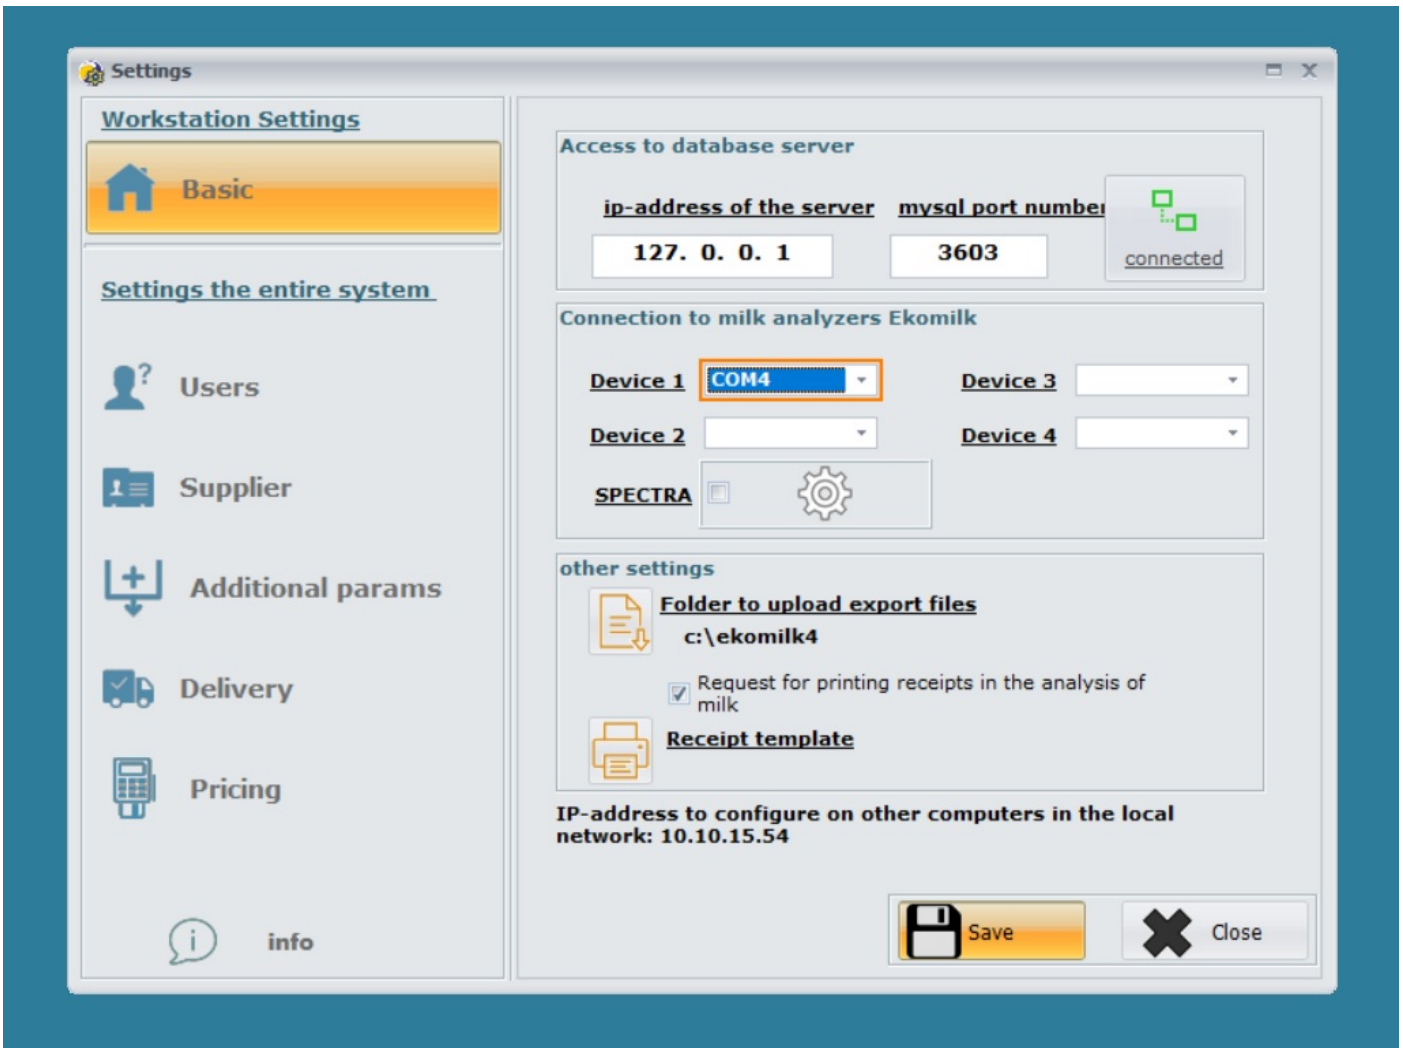 Settings
Workstation Settings
Basic
Settings the entire system
Users
Supplier
Additional params
Delivery
Pricing
info
Access to database server
ip-address of the server
mysql port number
127. 0. 0. 1
3603
connected
Connection to milk analyzers Ekomilk
Device 1
COM4
Device 3
Device 2
Device 4
SPECTRA
other settings
Folder to upload export files
c:\ekomilk4
Request for printing receipts in the analysis of
milk
Receipt template
IP-address to configure on other computers in the local
network: 10.10.15.54
Save
Close